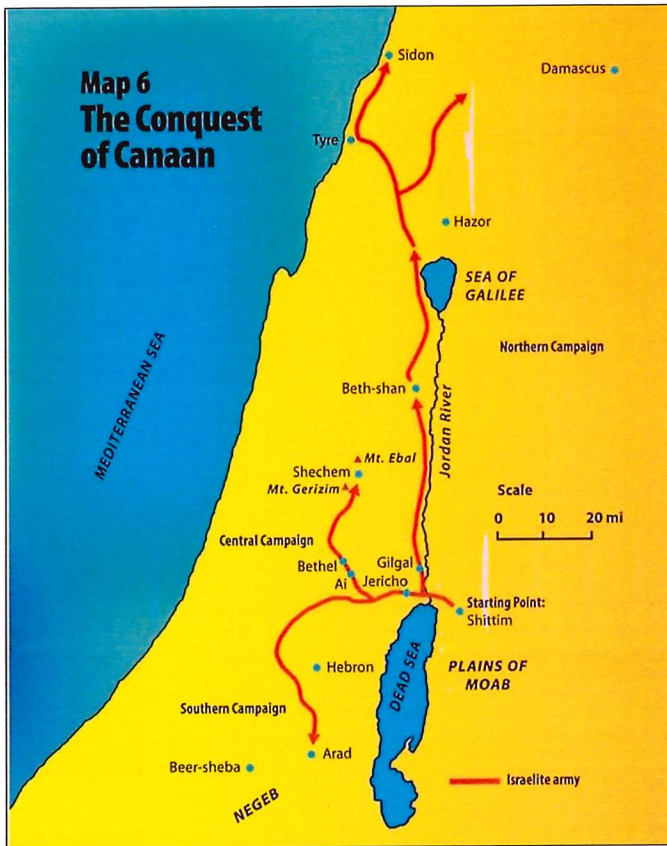 Map 6
The Conquest
of Canaan
Sidon
Damascus
Tyre
Hazor
SEA OF
GALILEE
MEDITERRANEAN SEA
Northern Campaign
Beth-shan
Jordan River
Mt. Ebal
Shechem
Mt. Gerizim
Scale
0 10 20 mi
Central Campaign
Bethel
Gilgal
Ai
Jericho
Starting Point:
Shittim
DEAD SEA
PLAINS OF
MOAB
Hebron
Southern Campaign
Arad
Beer-sheba
NEGEB
Israelite army